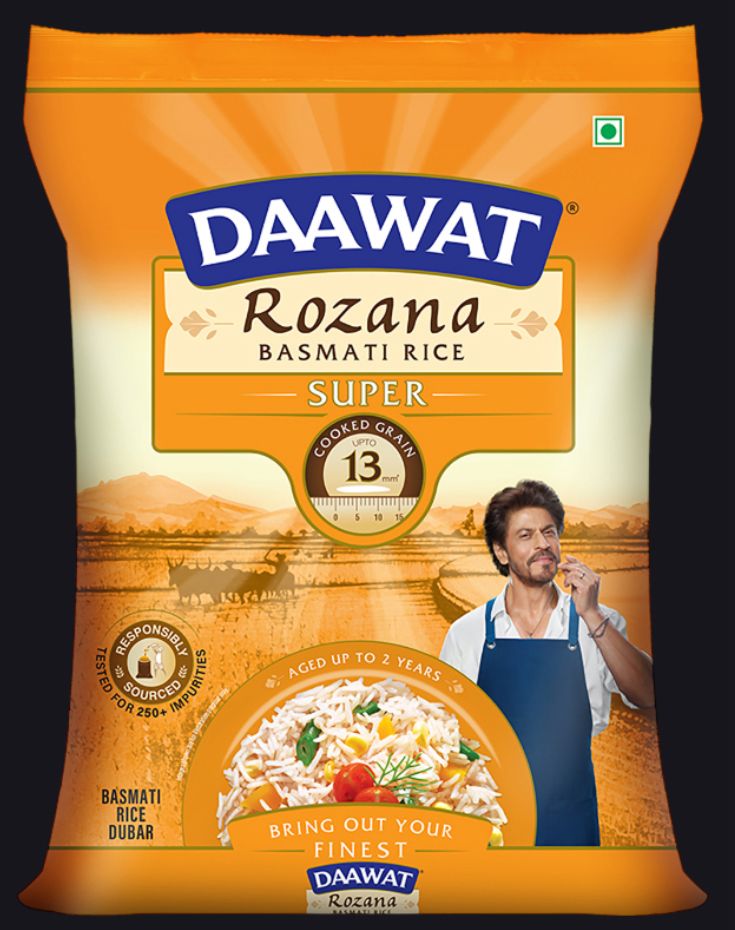 DAAWAT®
Rozana
BASMATI RICE
SUPER
COOKED GRAIN
UPTO
13 mm*
0 5 10 15
RESPONSIBLY
SOURCED
TESTED FOR 250+ IMPURITIES
AGED UP TO 2 YEARS
BASMATI
RICE
DUBAR
BRING OUT YOUR
FINEST
DAAWAT®
Rozana
BASMATI RICE